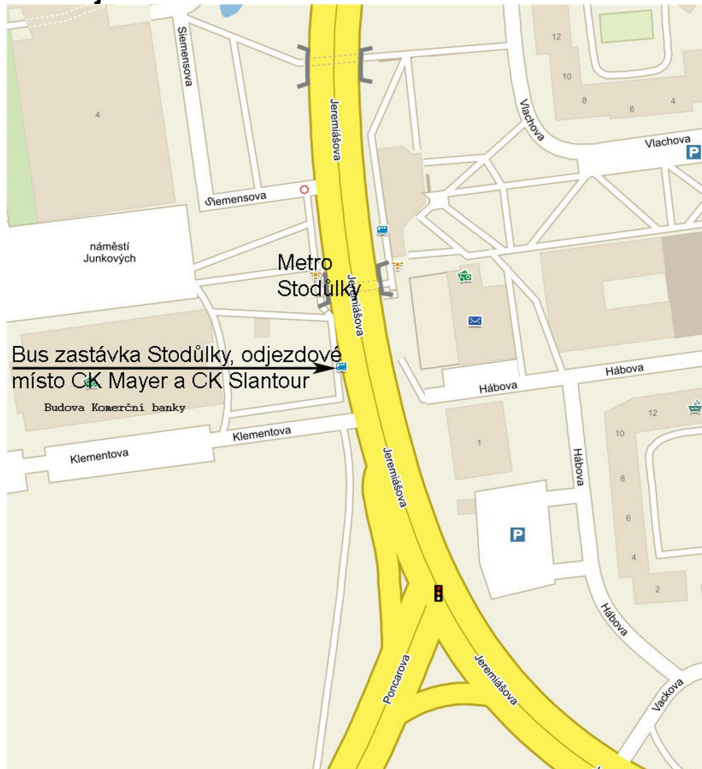 Siemensova
4
Jeremiášova
Vlachova
12
10
8
6
4
Vlachova
P
Siemensova
náměstí
Junkových
Metro
Stodůlky
Jeremiášova
Bus zastávka Stodůlky, odjezdové
místo CK Mayer a CK Slantour
Budova Komerční banky
Hábova
Hábova
Klementova
Klementova
Jeremiášova
1
Hábova
12
10
8
6
4
2
P
Hábova
Poncarova
Jeremiášova
Vackova